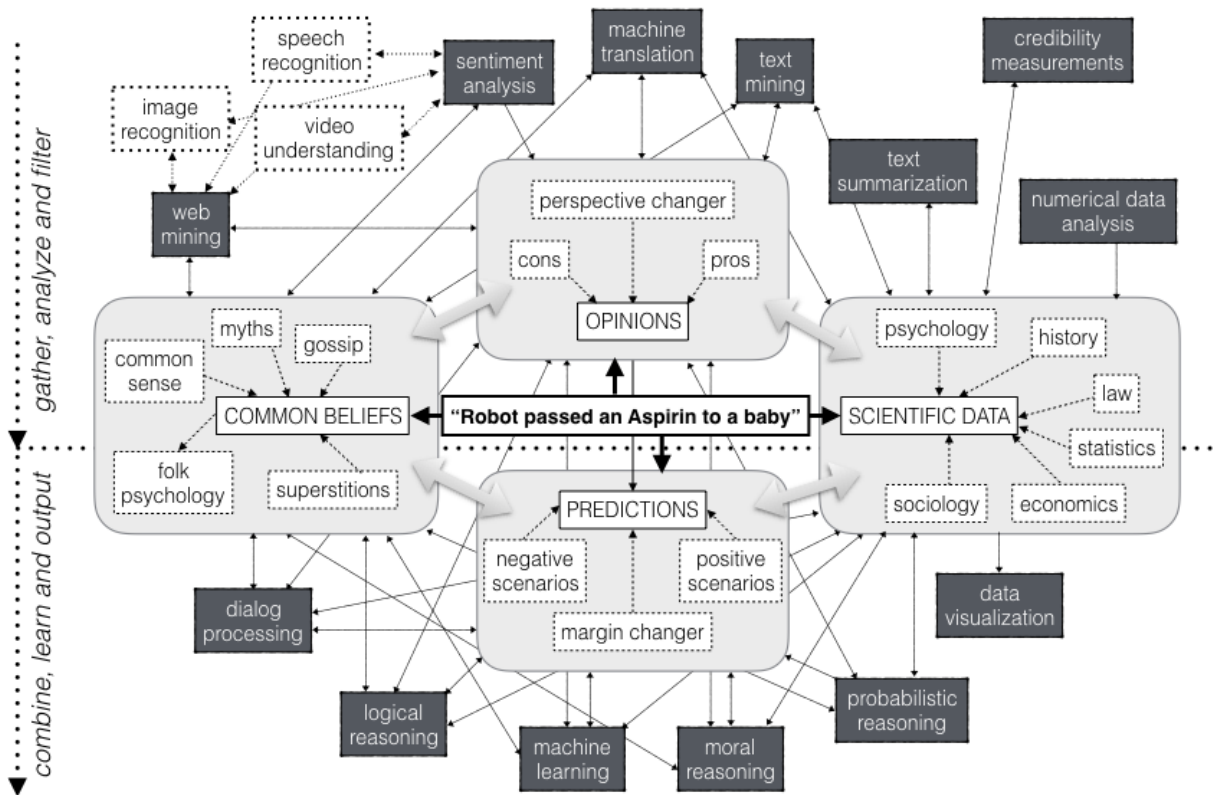 speech
recognition
sentiment
analysis
machine
translation
text
mining
credibility
measurements
image
recognition
video
understanding
text
summarization
web
mining
numerical data
analysis
gather, analyze and filter
perspective changer
cons
pros
OPINIONS
myths
gossip
common
sense
COMMON BELIEFS
folk
psychology
superstitions
“Robot passed an Aspirin to a baby”
psychology
history
law
SCIENTIFIC DATA
statistics
sociology
economics
combine, learn and output
PREDICTIONS
negative
scenarios
positive
scenarios
margin changer
dialog
processing
data
visualization
logical
reasoning
machine
learning
moral
reasoning
probabilistic
reasoning